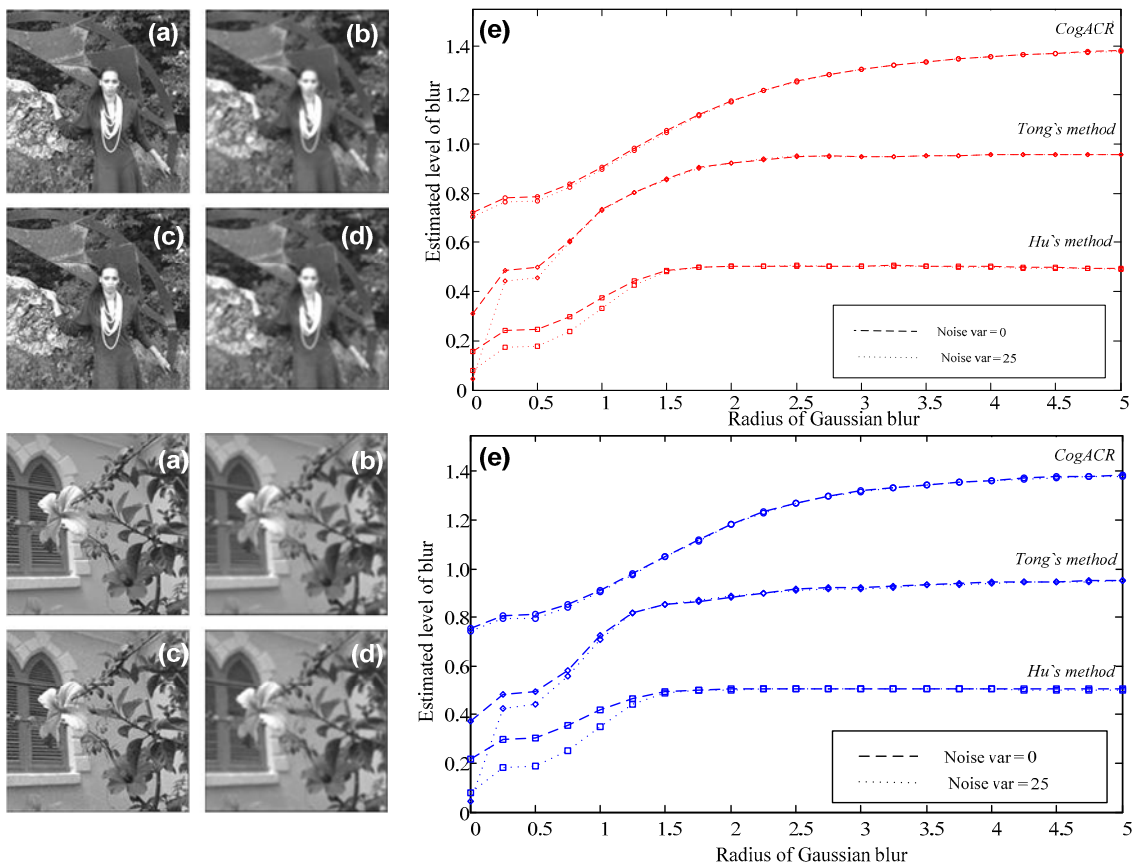 (a)
(b)
(c)
(d)
(e)
CogACR
Tong`s method
Hu`s method
Estimated level of blur
1.4
1.2
1.0
0.8
0.6
0.4
0.2
0
Noise var = 0
Noise var = 25
0 0.5 1 1.5 2 2.5 3 3.5 4 4.5 5
Radius of Gaussian blur
(a)
(b)
(c)
(d)
(e)
CogACR
Tong`s method
Hu`s method
Estimated level of blur
1.4
1.2
1.0
0.8
0.6
0.4
0.2
0
Noise var = 0
Noise var = 25
0 0.5 1 1.5 2 2.5 3 3.5 4 4.5 5
Radius of Gaussian blur